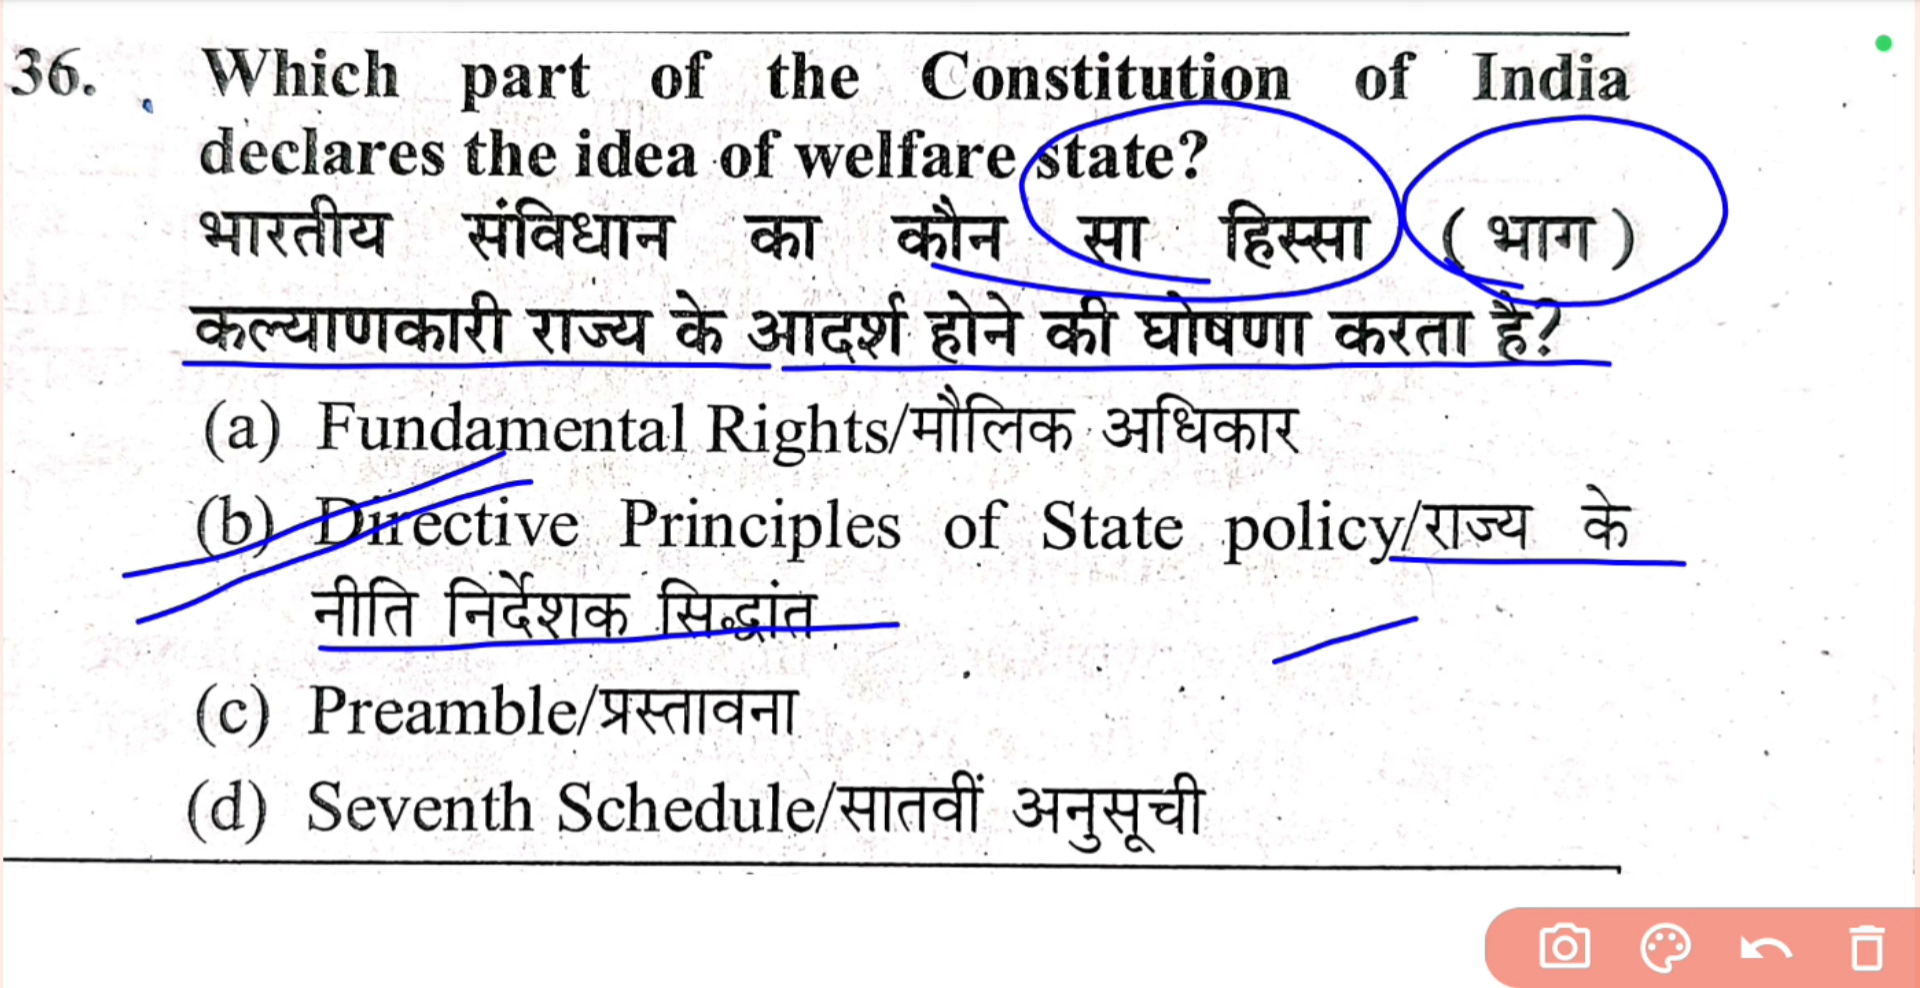 36. Which part of the Constitution of India
declares the idea of welfare state?
भारतीय संविधान का कौन सा हिस्सा (भाग)
कल्याणकारी राज्य के आदर्श होने की घोषणा करता है?
(a) Fundamental Rights/मौलिक अधिकार
(b) Directive Principles of State policy/राज्य के
नीति निर्देशक सिद्धांत
(c) Preamble/प्रस्तावना
(d) Seventh Schedule/सातवीं अनुसूची